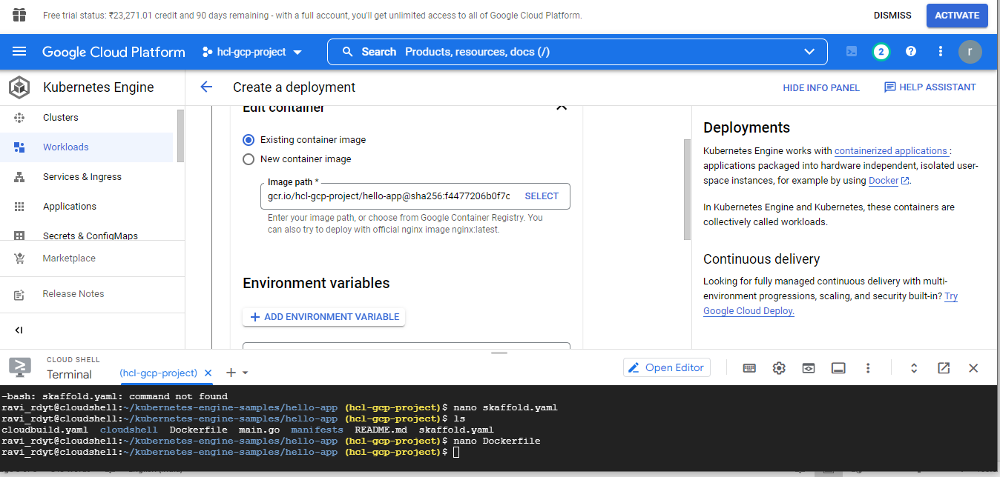 Free trial status: ₹23,271.01 credit and 90 days remaining - with a full account, you'll get unlimited access to all of Google Cloud Platform.
DISMISS
ACTIVATE
Google Cloud Platform
hcl-gcp-project
Search Products, resources, docs (/)
2
r
Kubernetes Engine
Create a deployment
HIDE INFO PANEL
HELP ASSISTANT
Clusters
Workloads
Services & Ingress
Applications
Secrets & ConfigMaps
Marketplace
Release Notes
Edit container
Existing container image
New container image
Image path *
gcr.io/hcl-gcp-project/hello-app@sha256:f4477206b0f7c
SELECT
Enter your image path, or choose from Google Container Registry. You
can also try to deploy with official nginx image nginx:latest.
Environment variables
ADD ENVIRONMENT VARIABLE
Deployments
Kubernetes Engine works with containerized applications :
applications packaged into hardware independent, isolated user-
space instances, for example by using Docker.
In Kubernetes Engine and Kubernetes, these containers are
collectively called workloads.
Continuous delivery
Looking for fully managed continuous delivery with multi-
environment progressions, scaling, and security built-in? Try
Google Cloud Deploy.
CLOUD SHELL
Terminal
(hcl-gcp-project)
Open Editor
-bash: skaffold.yaml: command not found
ravi_rdyt@cloudshell:~/kubernetes-engine-samples/hello-app (hcl-gcp-project)$ nano skaffold.yaml
ravi_rdyt@cloudshell:~/kubernetes-engine-samples/hello-app (hcl-gcp-project)$ ls
cloudbuild.yaml cloudshell Dockerfile main.go manifests README.md skaffold.yaml
ravi_rdyt@cloudshell:~/kubernetes-engine-samples/hello-app (hcl-gcp-project)$ nano Dockerfile
ravi_rdyt@cloudshell:~/kubernetes-engine-samples/hello-app (hcl-gcp-project)$